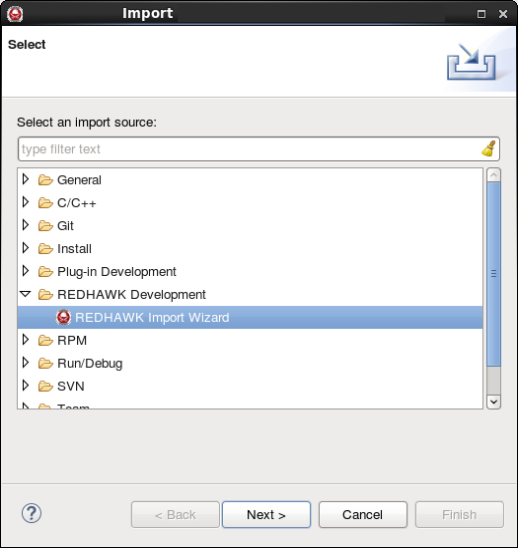 Import
Select
Select an import source:
type filter text
General
C/C++
Git
Install
Plug-in Development
REDHAWK Development
REDHAWK Import Wizard
RPM
Run/Debug
SVN
Team
< Back
Next >
Cancel
Finish